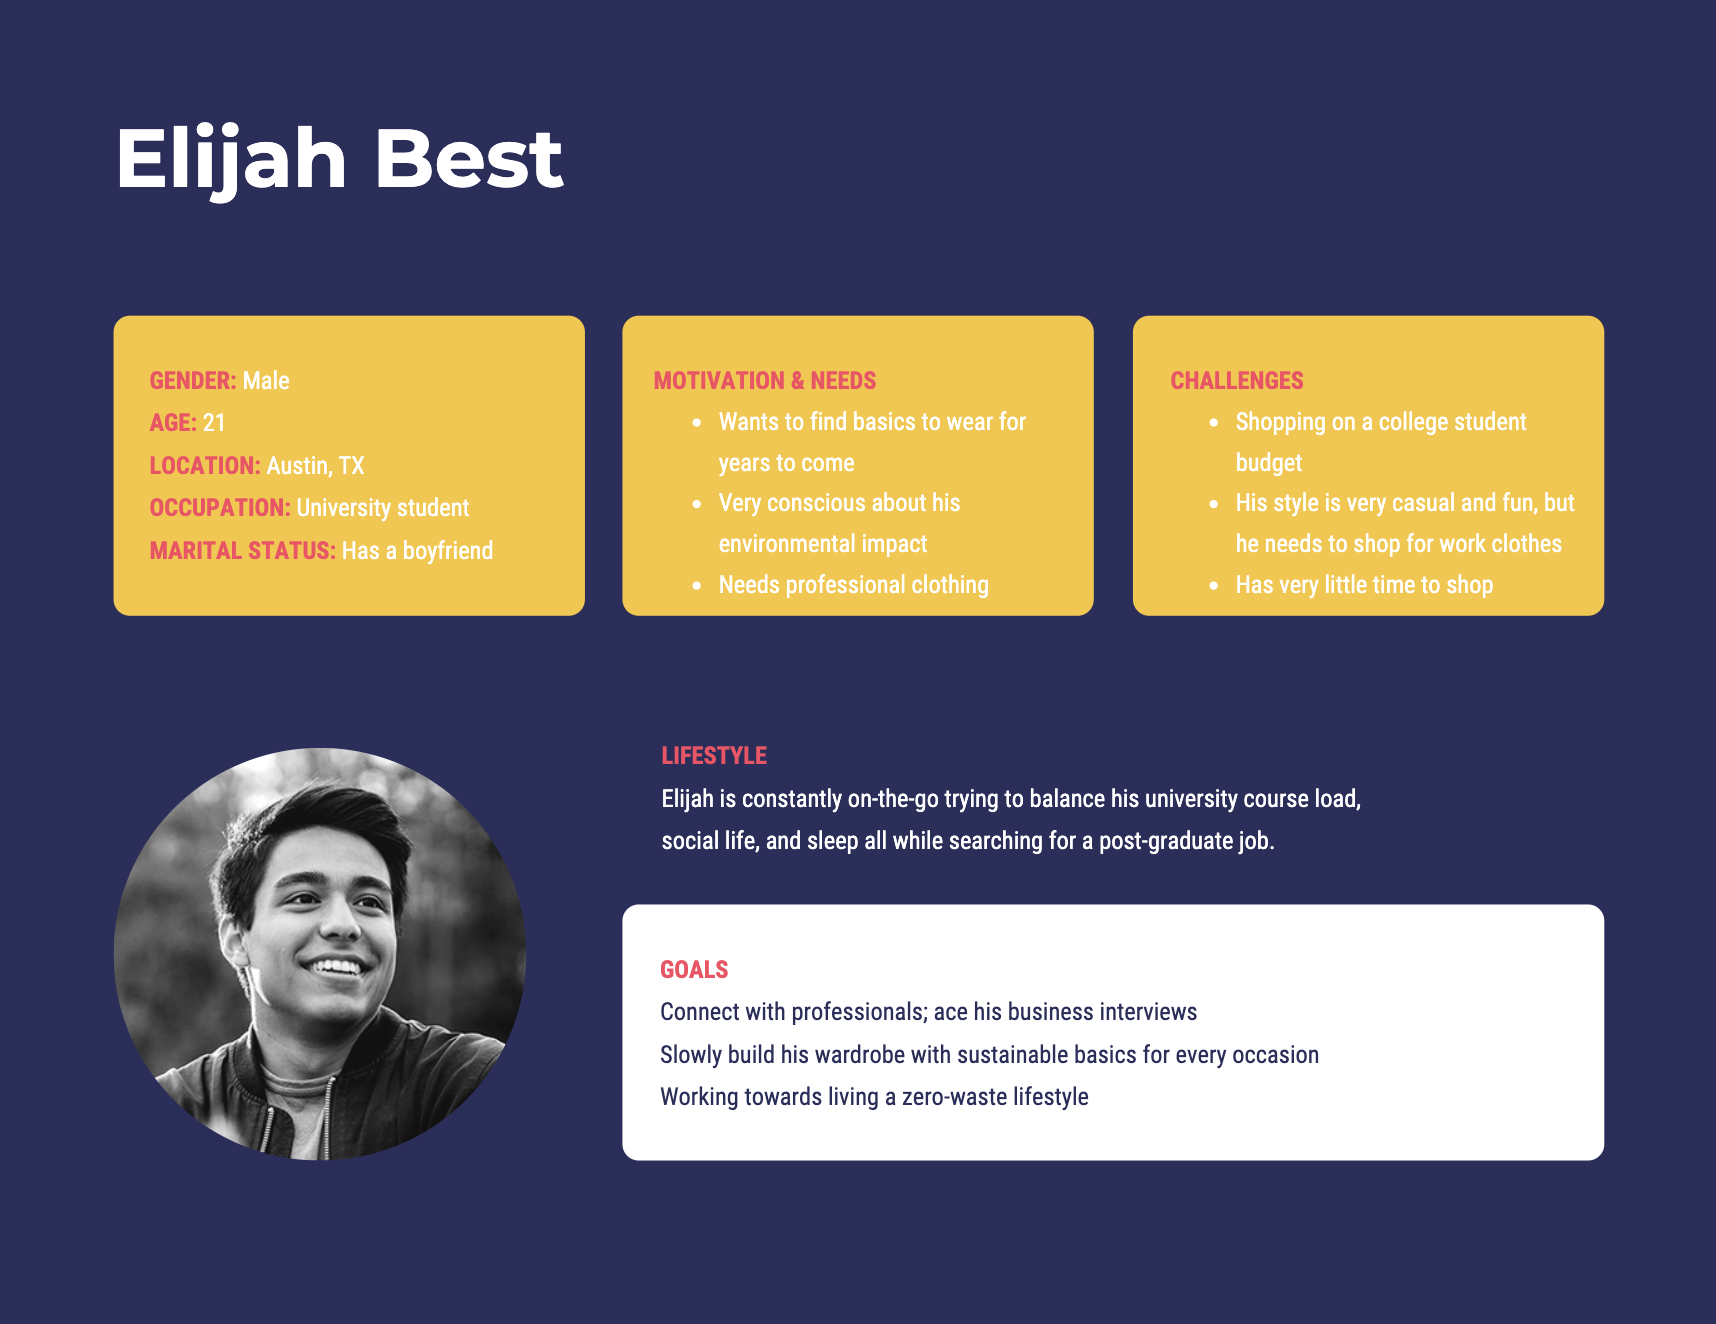 Elijah Best
GENDER: Male
AGE: 21
LOCATION: Austin, TX
OCCUPATION: University student
MARITAL STATUS: Has a boyfriend
MOTIVATION & NEEDS
• Wants to find basics to wear for
years to come
• Very conscious about his
environmental impact
• Needs professional clothing
CHALLENGES
• Shopping on a college student
budget
• His style is very casual and fun, but
he needs to shop for work clothes
• Has very little time to shop
LIFESTYLE
Elijah is constantly on-the-go trying to balance his university course load,
social life, and sleep all while searching for a post-graduate job.
GOALS
Connect with professionals; ace his business interviews
Slowly build his wardrobe with sustainable basics for every occasion
Working towards living a zero-waste lifestyle